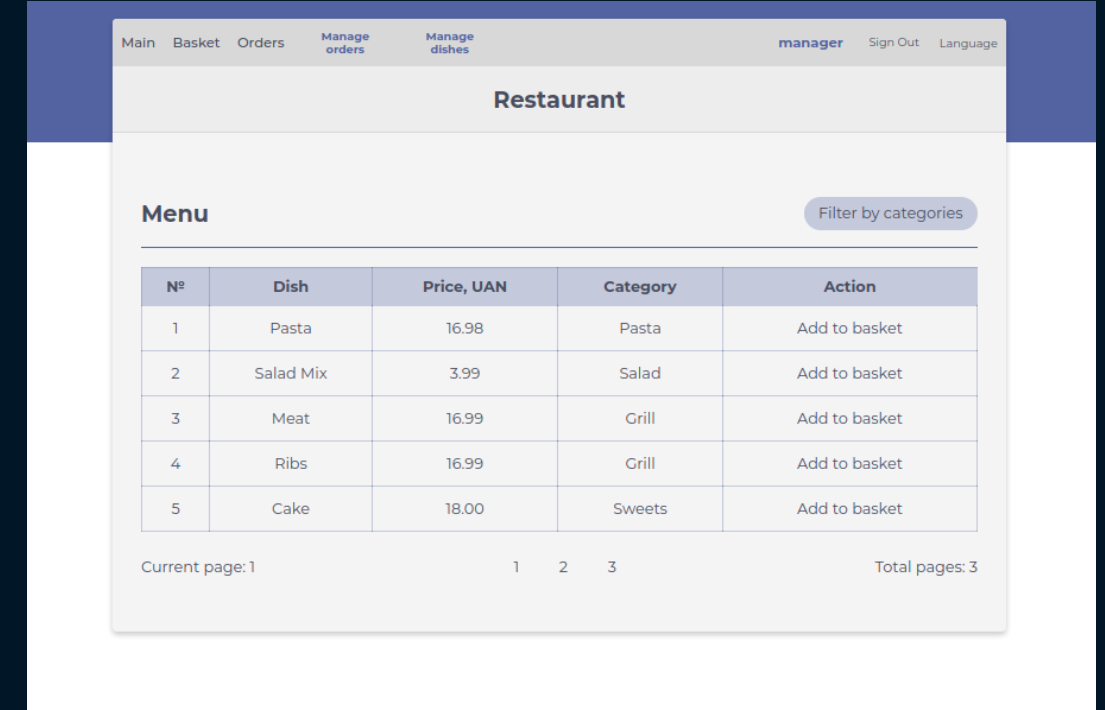 Main Basket Orders Manage orders Manage dishes manager Sign Out Language
Restaurant
Menu Filter by categories
Nº Dish Price, UAN Category Action
1 Pasta 16.98 Pasta Add to basket
2 Salad Mix 3.99 Salad Add to basket
3 Meat 16.99 Grill Add to basket
4 Ribs 16.99 Grill Add to basket
5 Cake 18.00 Sweets Add to basket
Current page: 1 1 2 3 Total pages: 3